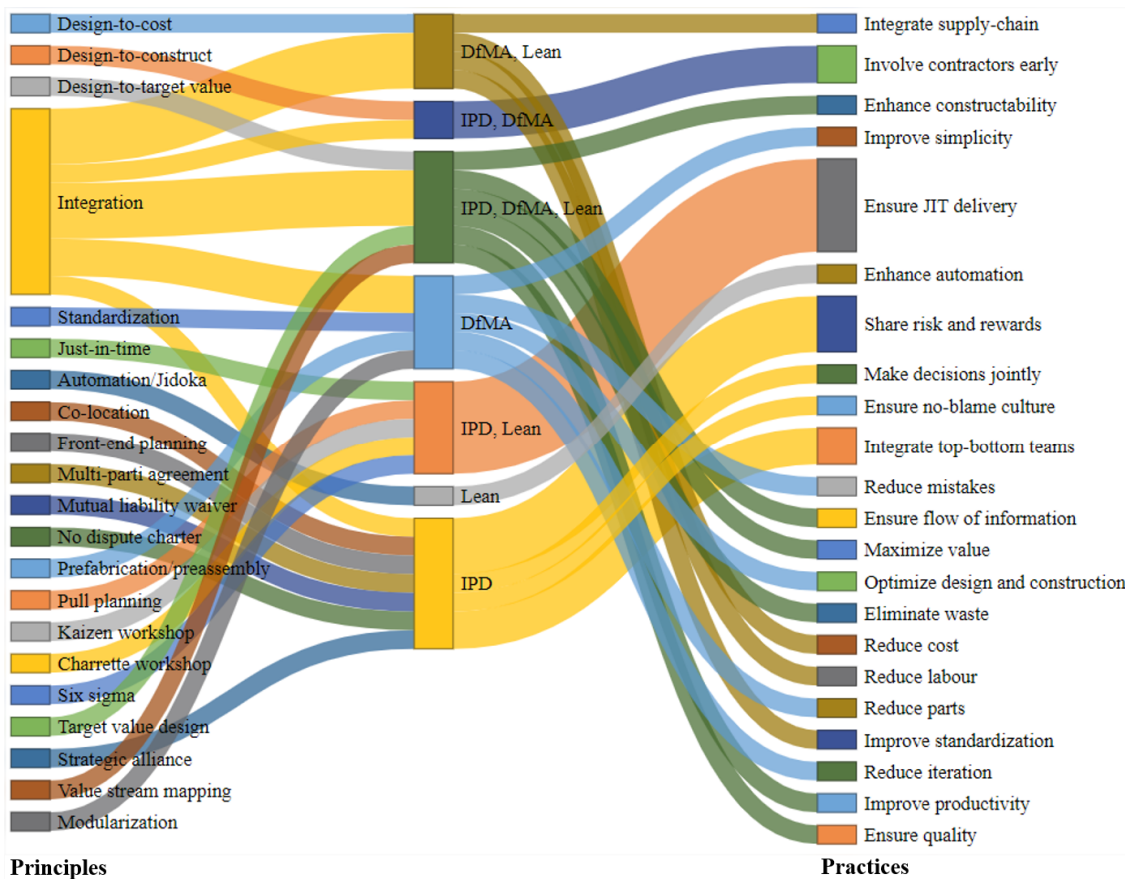 Design-to-cost
Design-to-construct
Design-to-target value
Integration
Standardization
Just-in-time
Automation/Jidoka
Co-location
Front-end planning
Multi-parti agreement
Mutual liability waiver
No dispute charter
Prefabrication/preassembly
Pull planning
Kaizen workshop
Charrette workshop
Six sigma
Target value design
Strategic alliance
Value stream mapping
Modularization
Principles
DfMA, Lean
IPD, DfMA
IPD, DfMA, Lean
DfMA
IPD, Lean
Lean
IPD
Integrate supply-chain
Involve contractors early
Enhance constructability
Improve simplicity
Ensure JIT delivery
Enhance automation
Share risk and rewards
Make decisions jointly
Ensure no-blame culture
Integrate top-bottom teams
Reduce mistakes
Ensure flow of information
Maximize value
Optimize design and construction
Eliminate waste
Reduce cost
Reduce labour
Reduce parts
Improve standardization
Reduce iteration
Improve productivity
Ensure quality
Practices